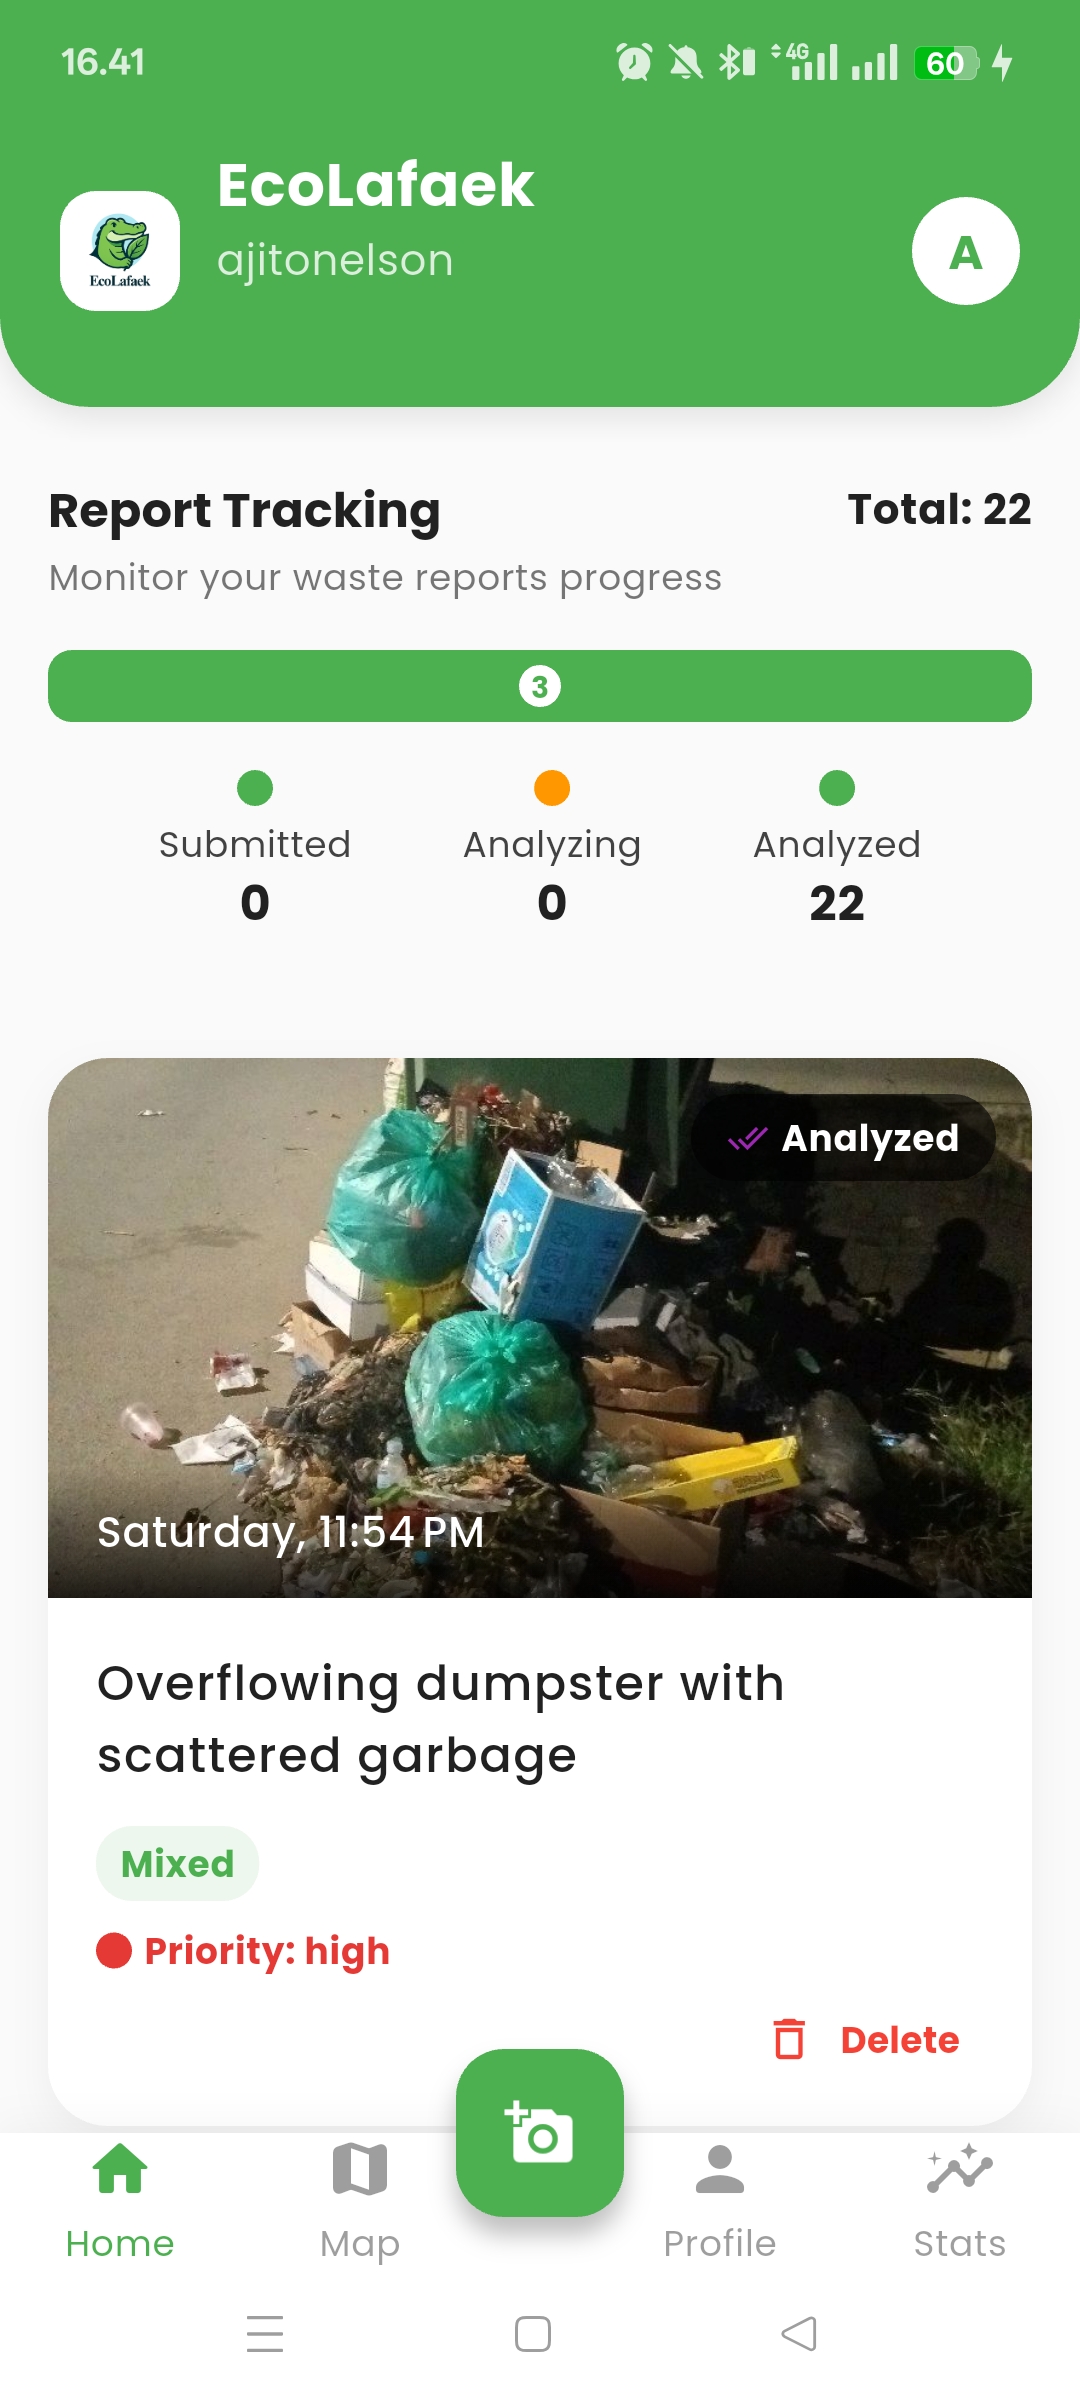 16.41
4G
60
EcoLafaek
EcoLafaek
ajitonelson
A
Report Tracking
Total: 22
Monitor your waste reports progress
3
Submitted
Analyzing
Analyzed
0
0
22
Analyzed
Saturday, 11:54 PM
Overflowing dumpster with
scattered garbage
Mixed
Priority: high
Delete
Home
Map
Profile
Stats